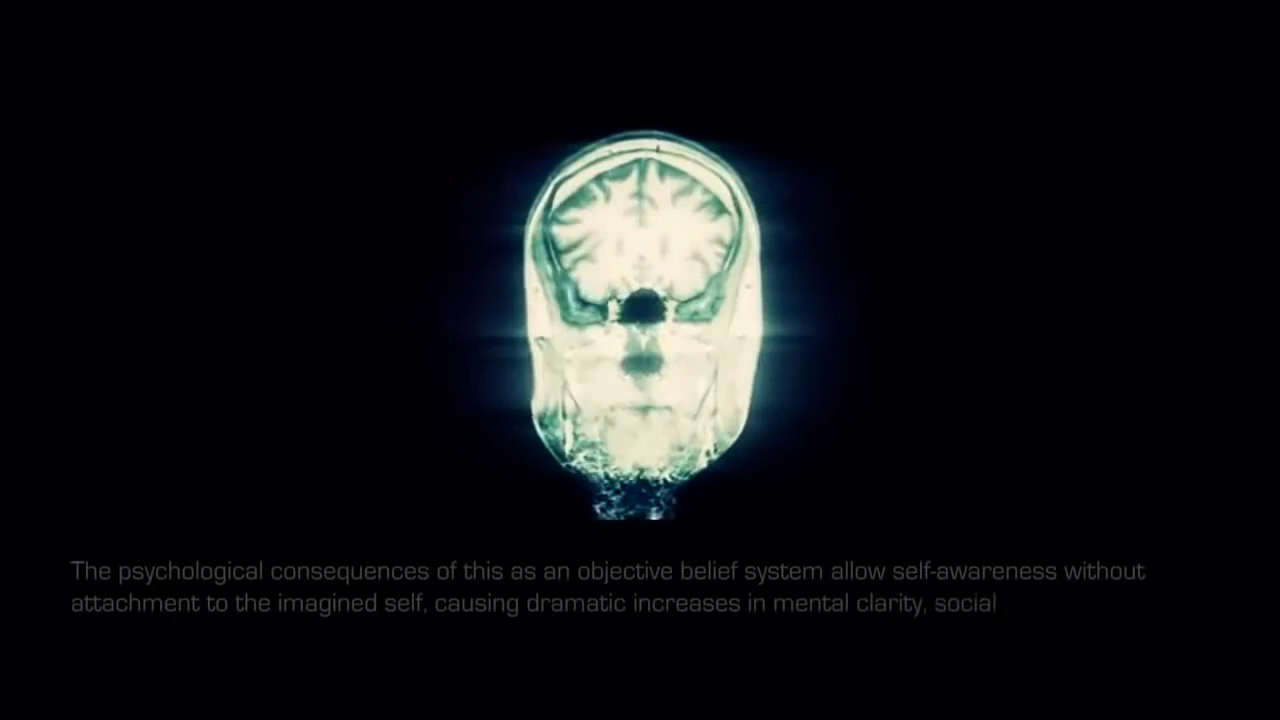 The psychological consequences of this as an objective belief system allow self-awareness without
attachment to the imagined self, causing dramatic increases in mental clarity, social